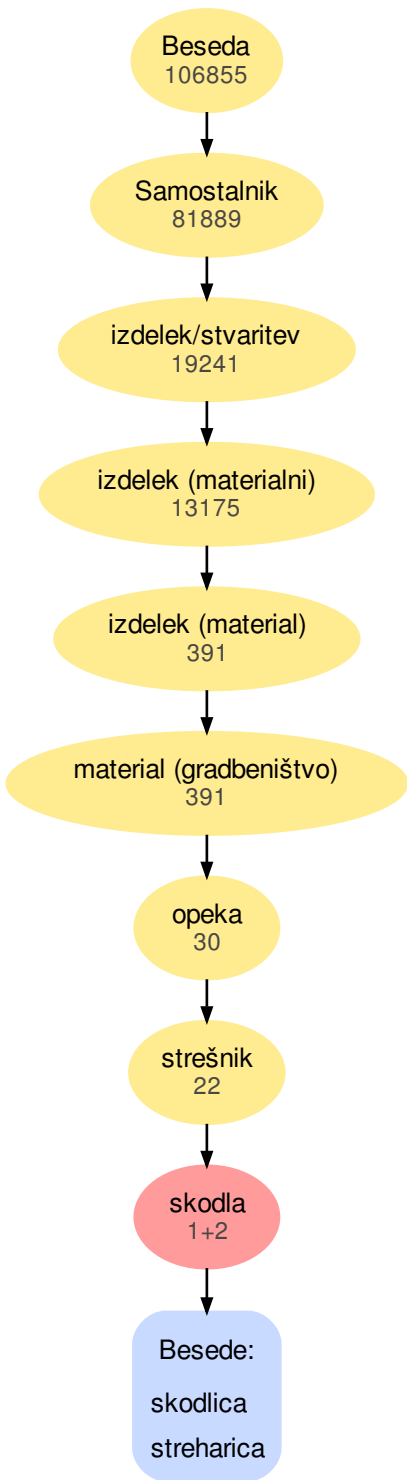 Beseda
106855
Samostalnik
81889
izdelek/stvaritev
19241
izdelek (materialni)
13175
izdelek (material)
391
material (gradbeništvo)
391
opeka
30
strešnik
22
skodla
1+2
Besede:
skodlica
streharica